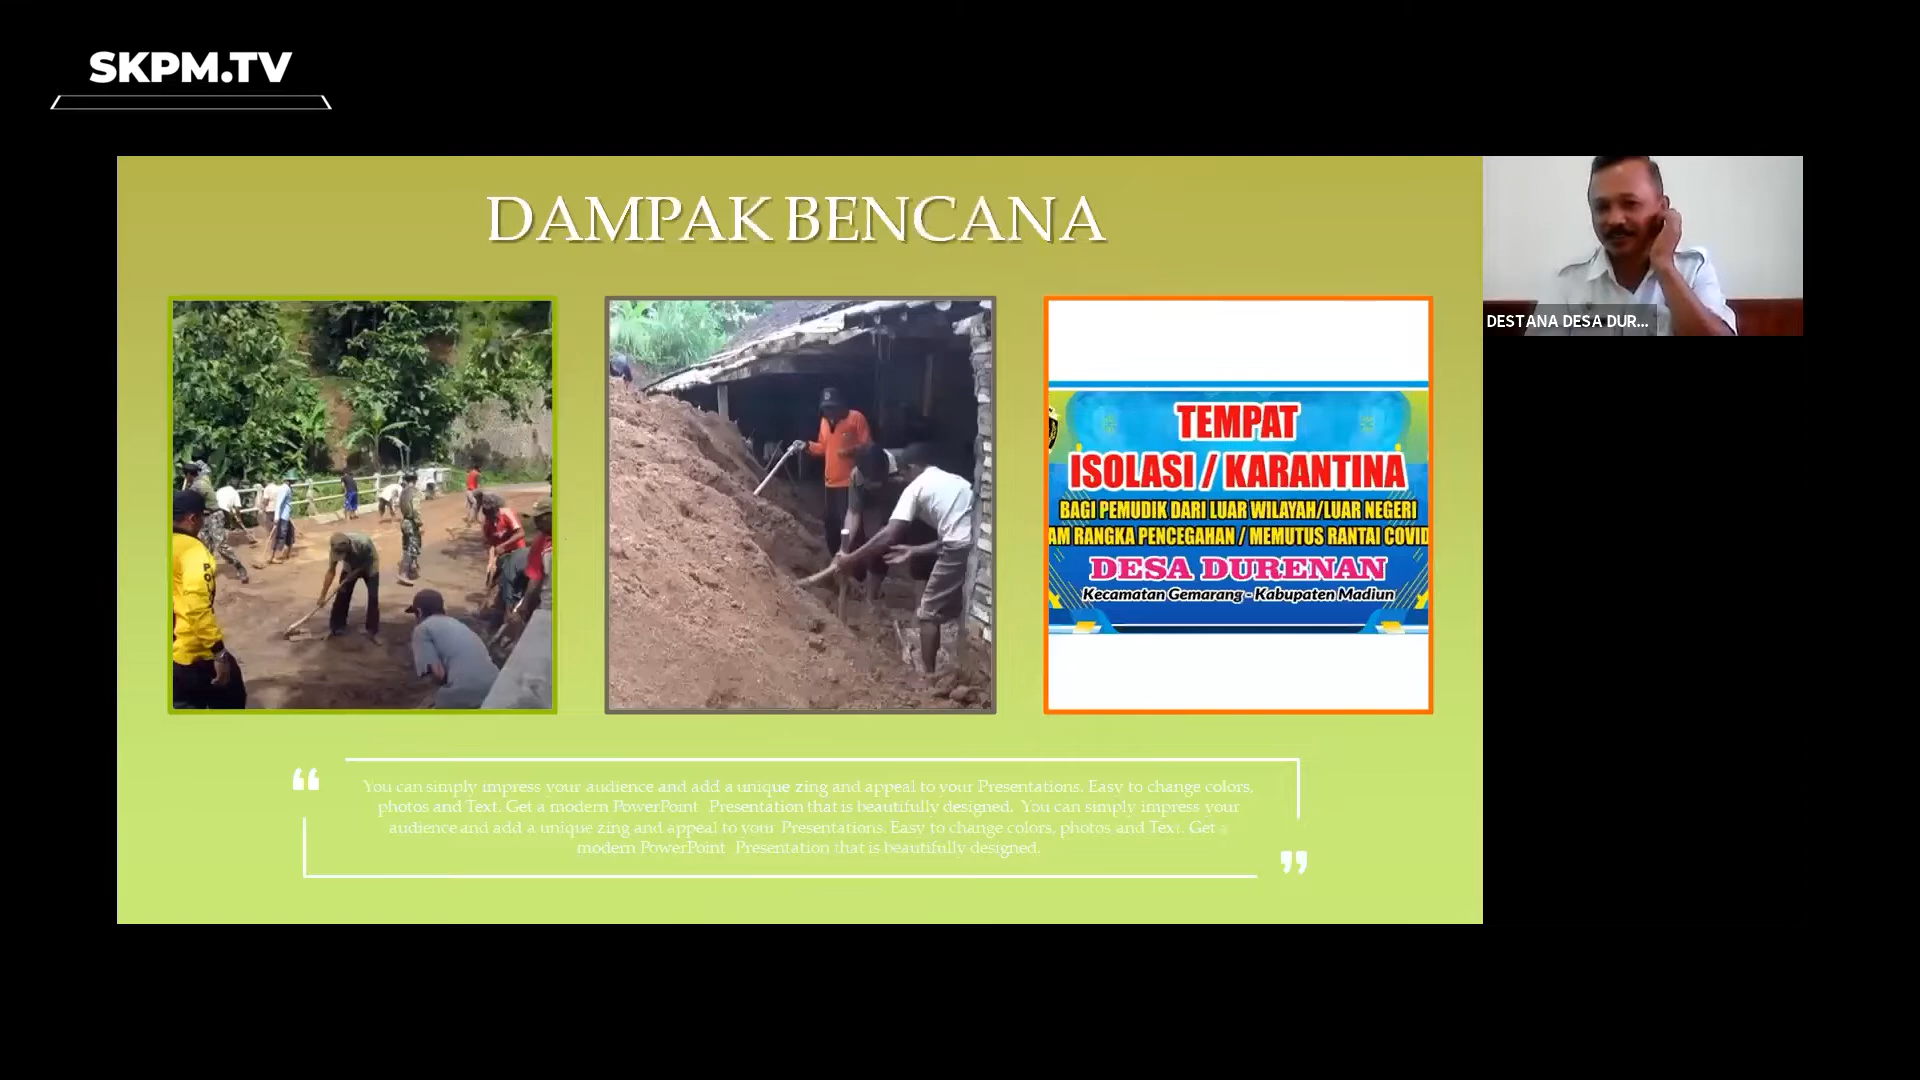 SKPM.TV
DAMPAK BENCANA
TEMPAT
ISOLASI / KARANTINA
BAGI PEMUDIK DARI LUAR WILAYAH/LUAR NEGERI
AM RANGKA PENCEGAHAN / MEMUTUS RANTAI COVID
DESA DURENAN
Kecamatan Gemarang - Kabupaten Madiun
DESTANA DESA DUR...
“
You can simply impress your audience and add a unique zing and appeal to your Presentations. Easy to change colors,
photos and Text. Get a modern PowerPoint Presentation that is beautifully designed. You can simply impress your
audience and add a unique zing and appeal to your Presentations. Easy to change colors, photos and Text. Get a
modern PowerPoint Presentation that is beautifully designed.
”